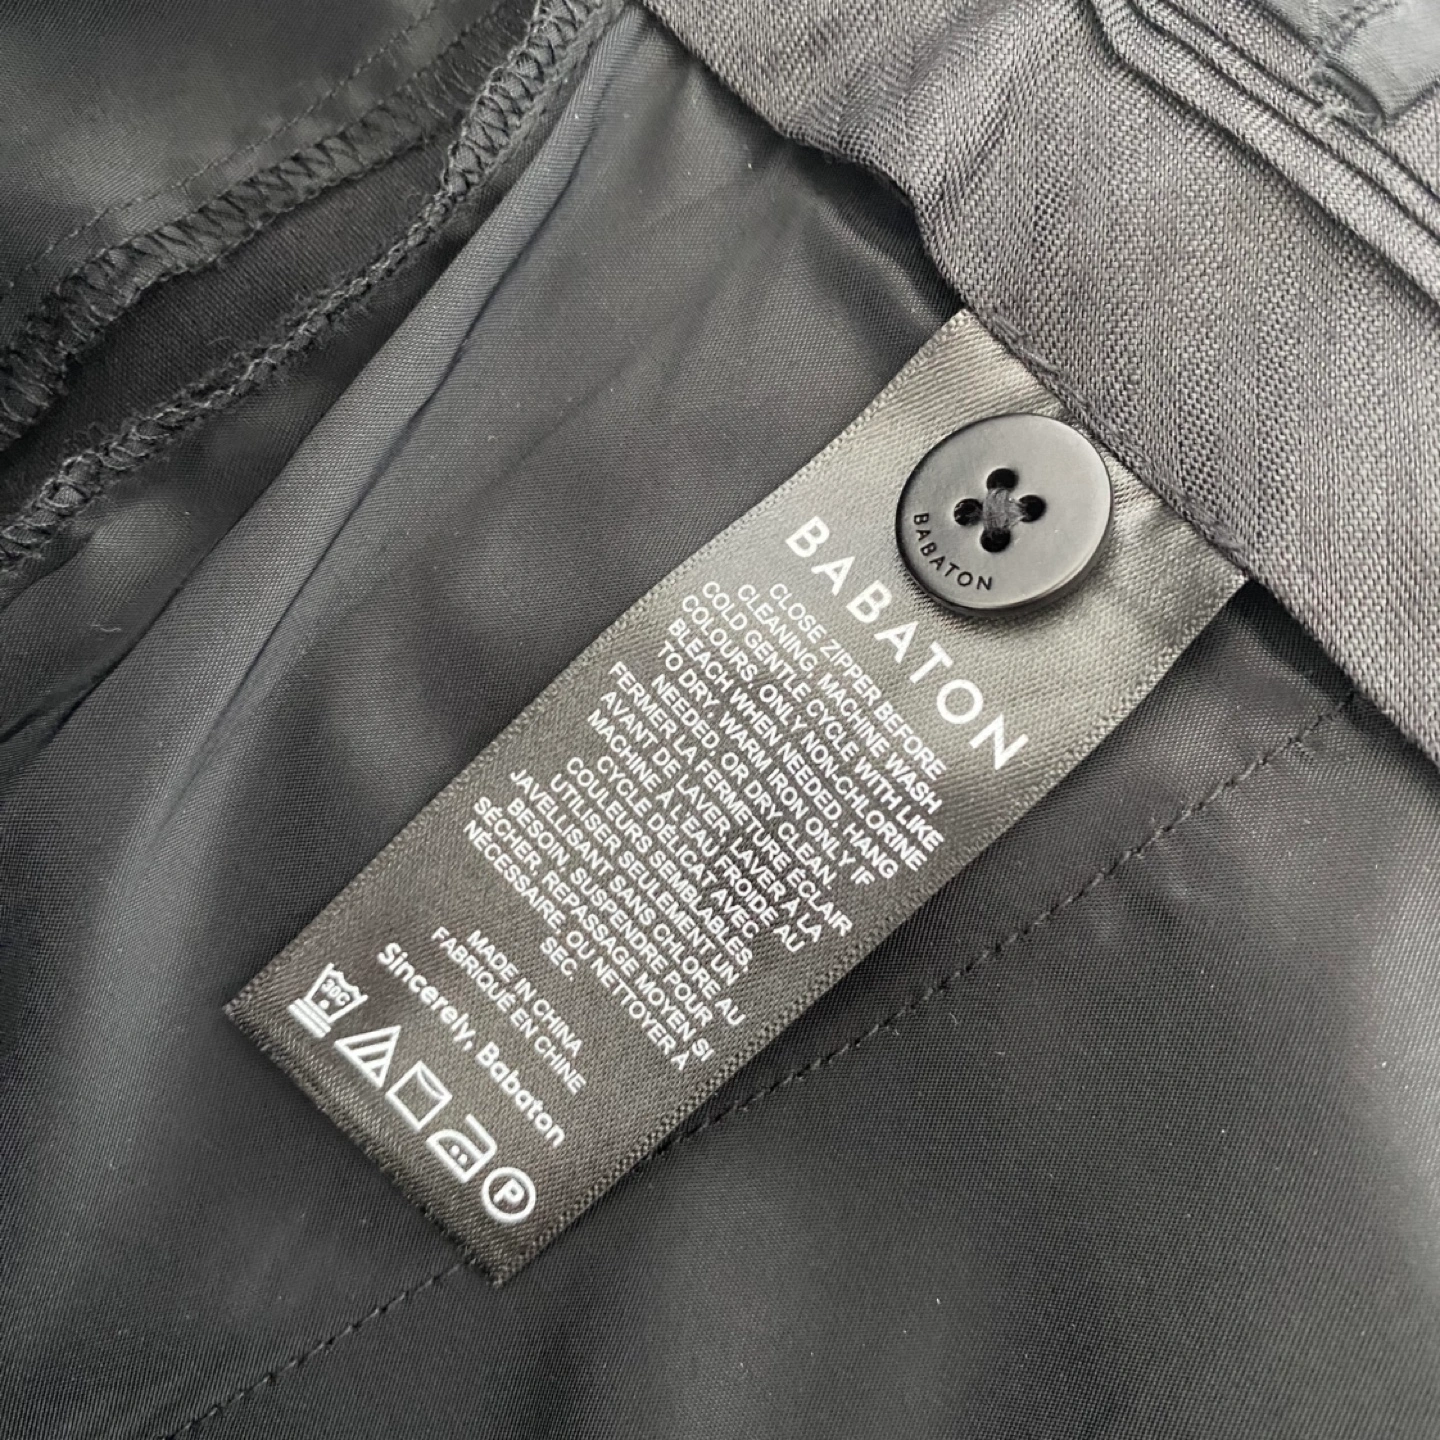 BABATON
BABATON
CLOSE ZIPPER BEFORE
CLEANING. MACHINE WASH
COLD GENTLE CYCLE WITH LIKE
COLOURS. ONLY NON-CHLORINE
BLEACH WHEN NEEDED. HANG
TO DRY. WARM IRON ONLY IF
NEEDED. OR DRY CLEAN.
FERMER LA FERMETURE ÉCLAIR
AVANT DE LAVER. LAVER À LA
MACHINE À L'EAU FROIDE AU
CYCLE DÉLICAT AVEC
COULEURS SEMBLABLES.
UTILISER SEULEMENT UN
JAVELLISANT SANS CHLORE AU
BESOIN. SUSPENDRE POUR
SÉCHER. REPASSAGE MOYEN SI
NÉCESSAIRE. OU NETTOYER À
SEC.
MADE IN CHINA
FABRIQUÉ EN CHINE
Sincerely, Babaton
30C
P